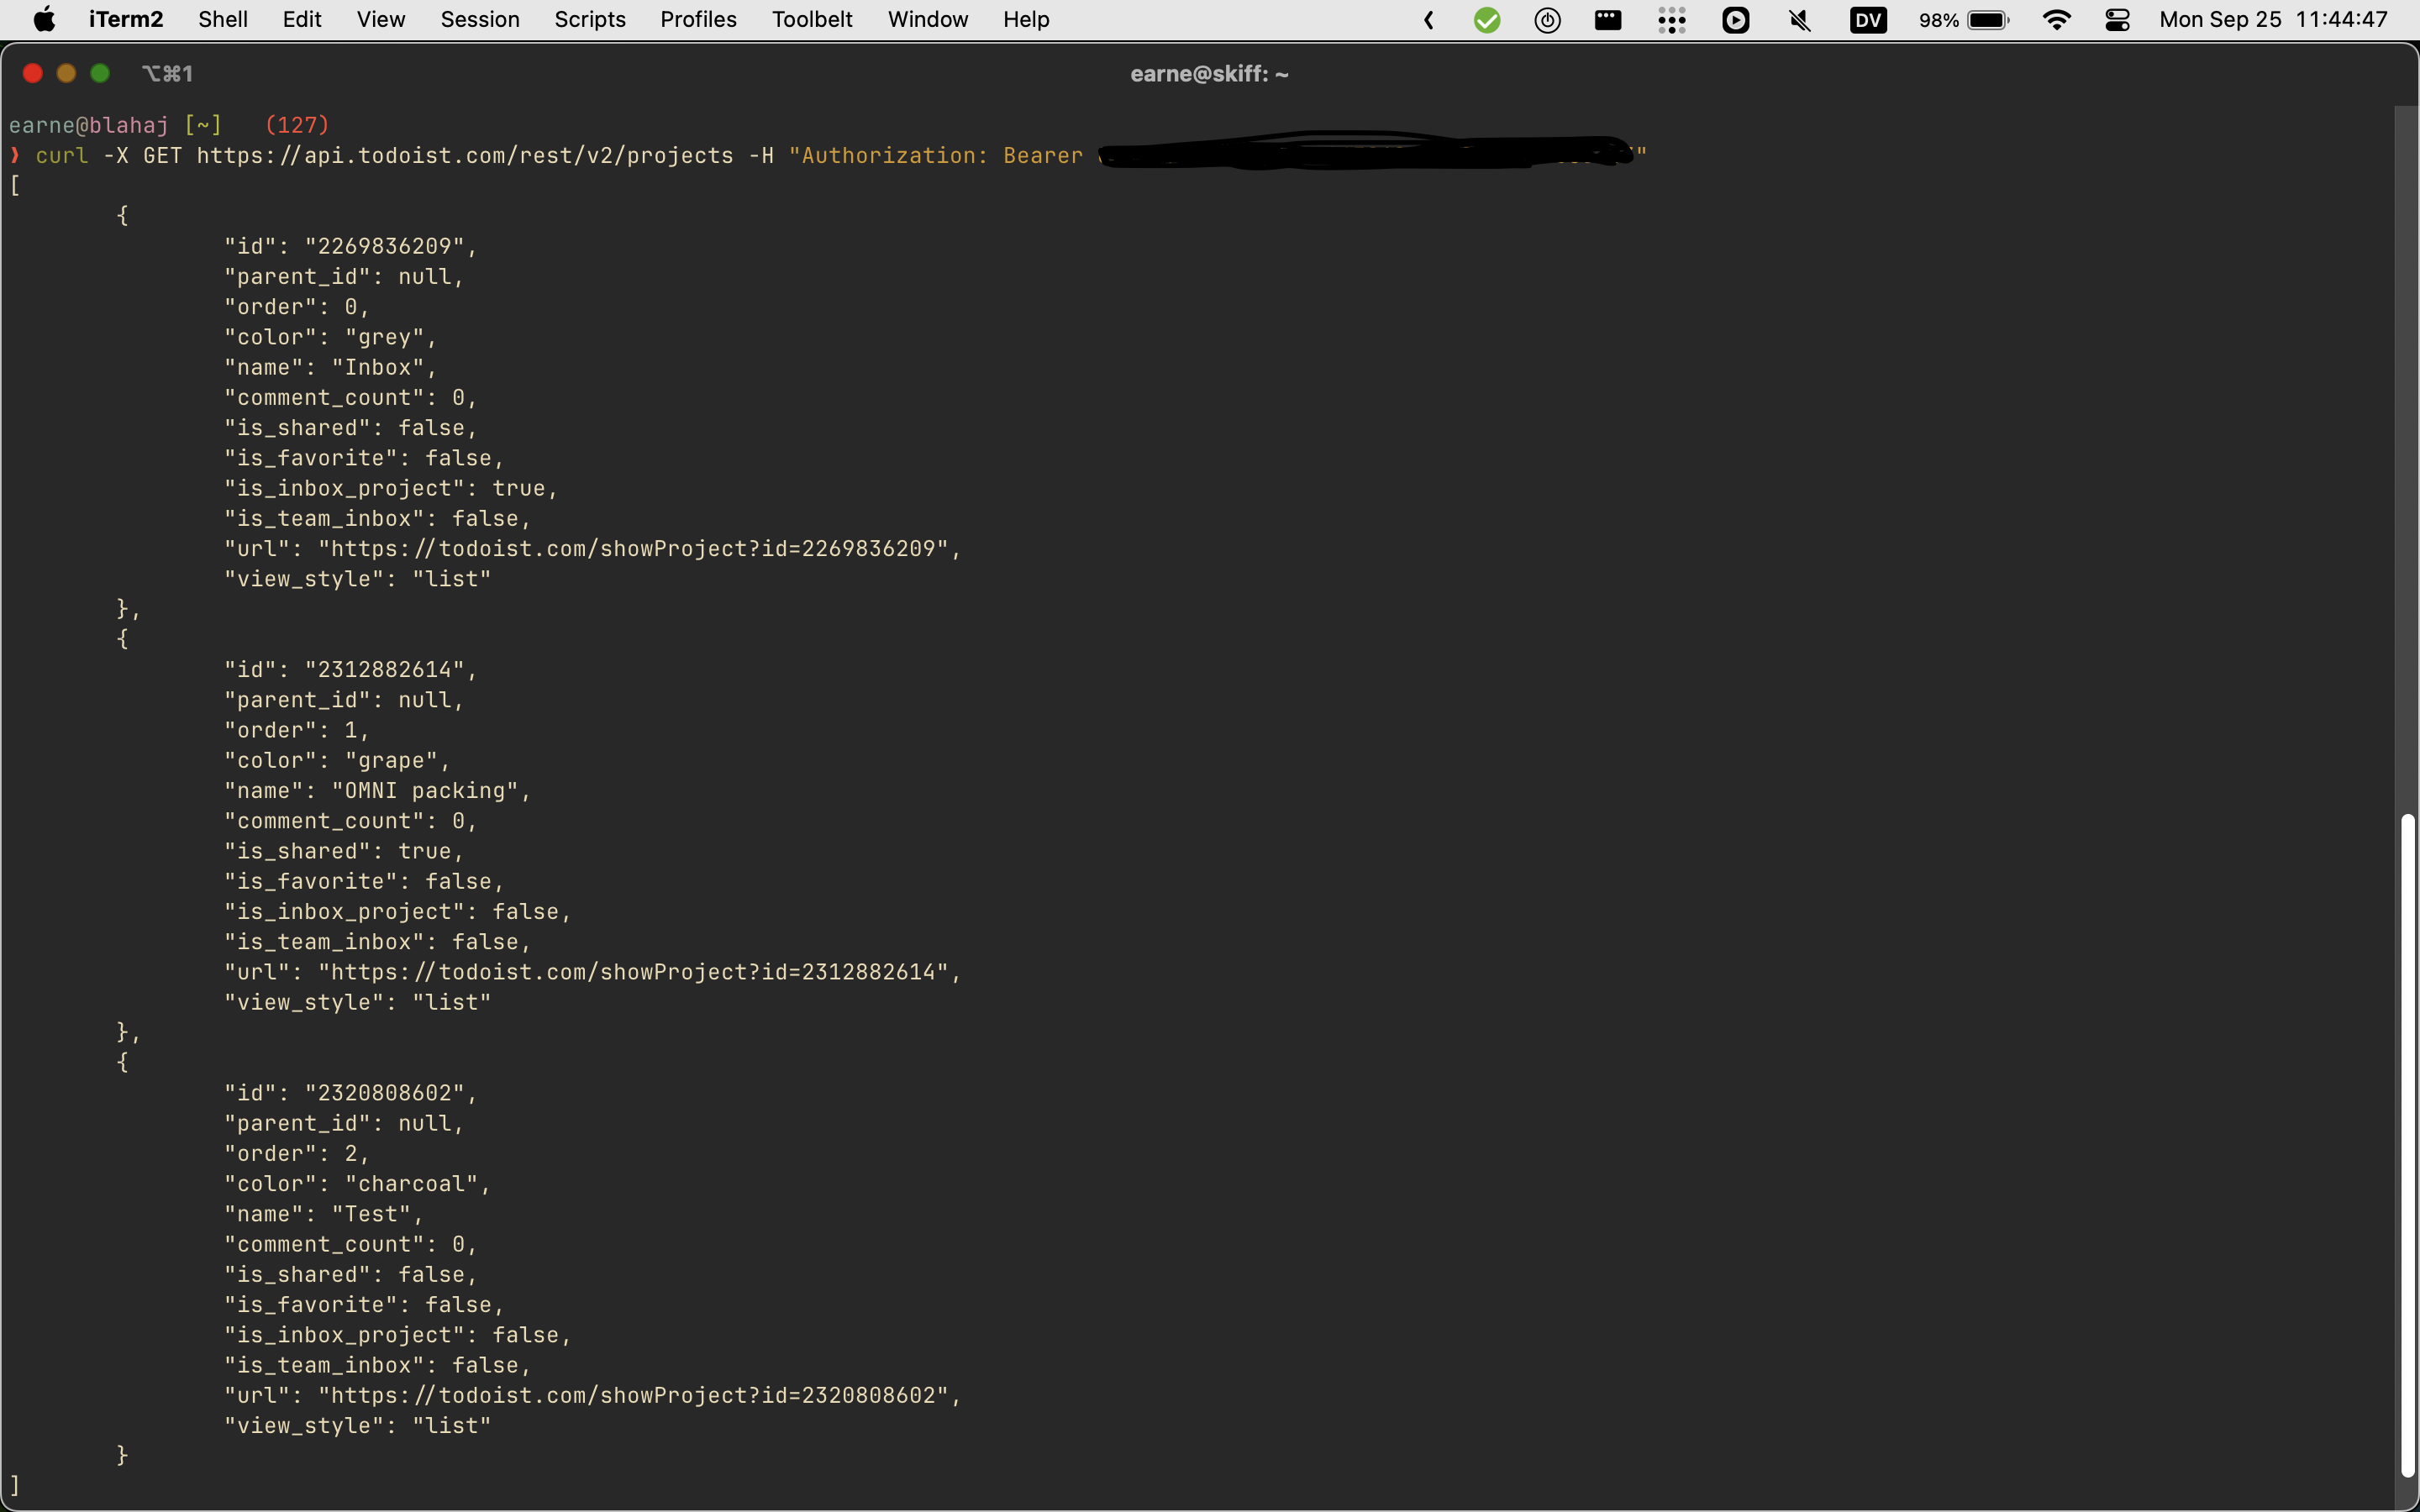 iTerm2 Shell Edit View Session Scripts Profiles Toolbelt Window Help DV 98% Mon Sep 25 11:44:47
⌥⌘1 earne@skiff: ~
earne@blahaj [~] (127)
❯ curl -X GET https://api.todoist.com/rest/v2/projects -H "Authorization: Bearer "
[
{
"id": "2269836209",
"parent_id": null,
"order": 0,
"color": "grey",
"name": "Inbox",
"comment_count": 0,
"is_shared": false,
"is_favorite": false,
"is_inbox_project": true,
"is_team_inbox": false,
"url": "https://todoist.com/showProject?id=2269836209",
"view_style": "list"
},
{
"id": "2312882614",
"parent_id": null,
"order": 1,
"color": "grape",
"name": "OMNI packing",
"comment_count": 0,
"is_shared": true,
"is_favorite": false,
"is_inbox_project": false,
"is_team_inbox": false,
"url": "https://todoist.com/showProject?id=2312882614",
"view_style": "list"
},
{
"id": "2320808602",
"parent_id": null,
"order": 2,
"color": "charcoal",
"name": "Test",
"comment_count": 0,
"is_shared": false,
"is_favorite": false,
"is_inbox_project": false,
"is_team_inbox": false,
"url": "https://todoist.com/showProject?id=2320808602",
"view_style": "list"
}
]